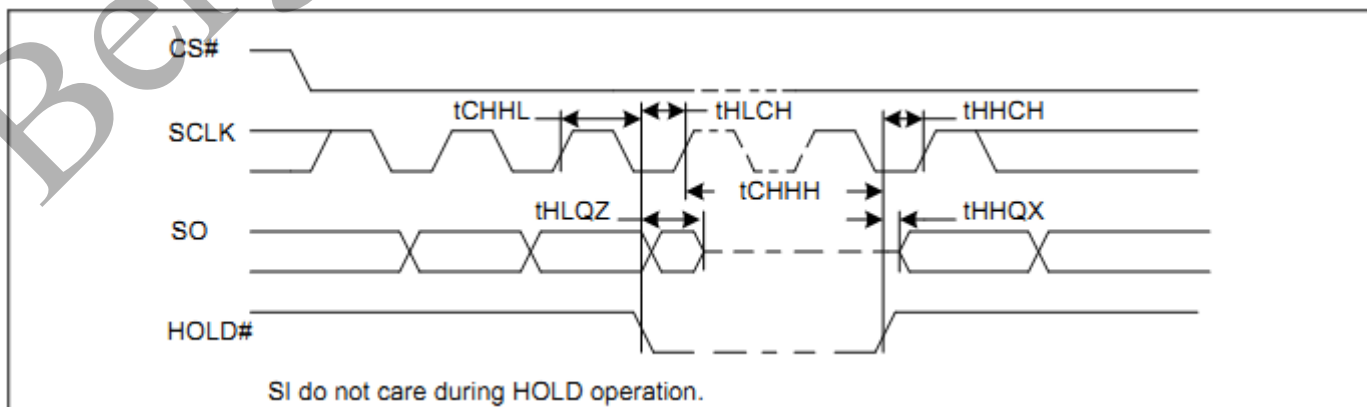 CS#
tCHHL
tHLCH
tHHCH
SCLK
tCHHH
tHLQZ
tHHQX
SO
HOLD#
SI do not care during HOLD operation.